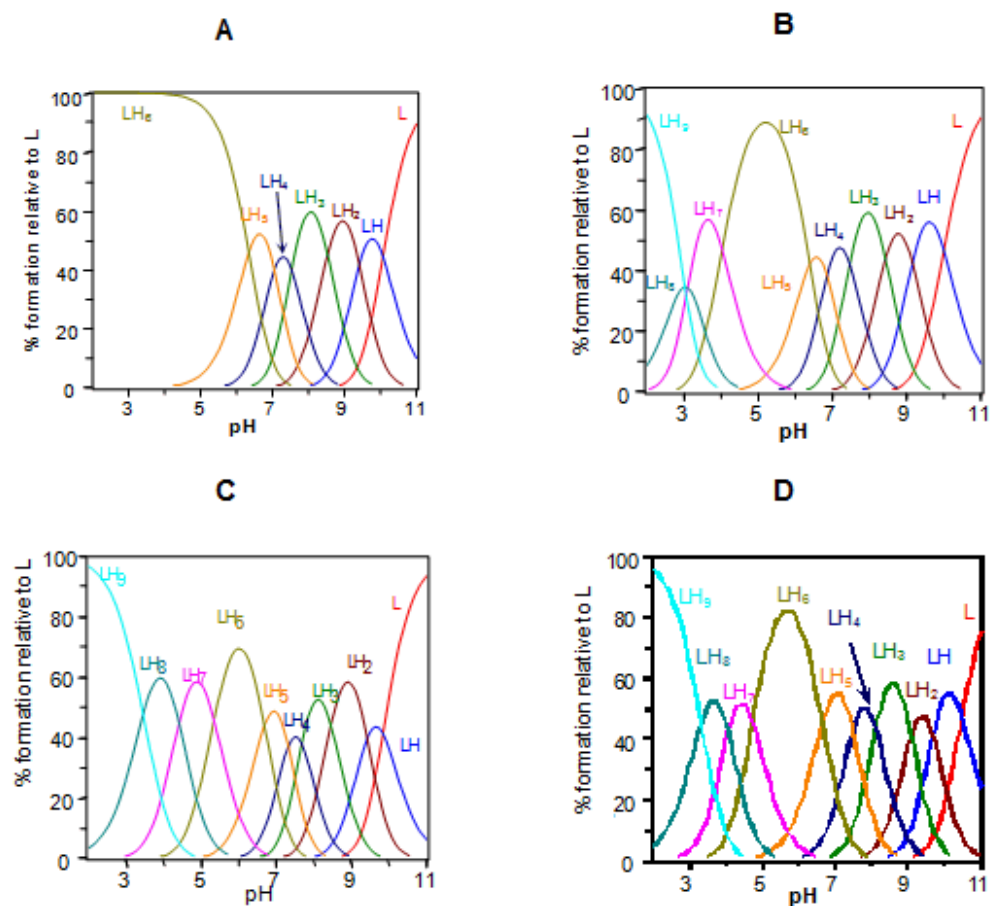 A
% formation relative to L
100
80
60
40
20
0
LH₆
L
LH₄
LH₅
LH₃
LH₂
LH
3 5 7 9 11
pH
B
% formation relative to L
100
80
60
40
20
0
LH₉
LH₆
L
LH₇
LH₃
LH₂
LH
LH₄
LH₈
LH₅
3 5 7 9 11
pH
C
% formation relative to L
100
80
60
40
20
0
LH₉
L
LH₆
LH₈
LH₇
LH₂
LH₅
LH₃
LH₄
LH
3 5 7 9 11
pH
D
% formation relative to L
100
80
60
40
20
0
LH₉
LH₆
LH₄
L
LH₈
LH₃
LH
LH₇
LH₅
LH₂
3 5 7 9 11
pH